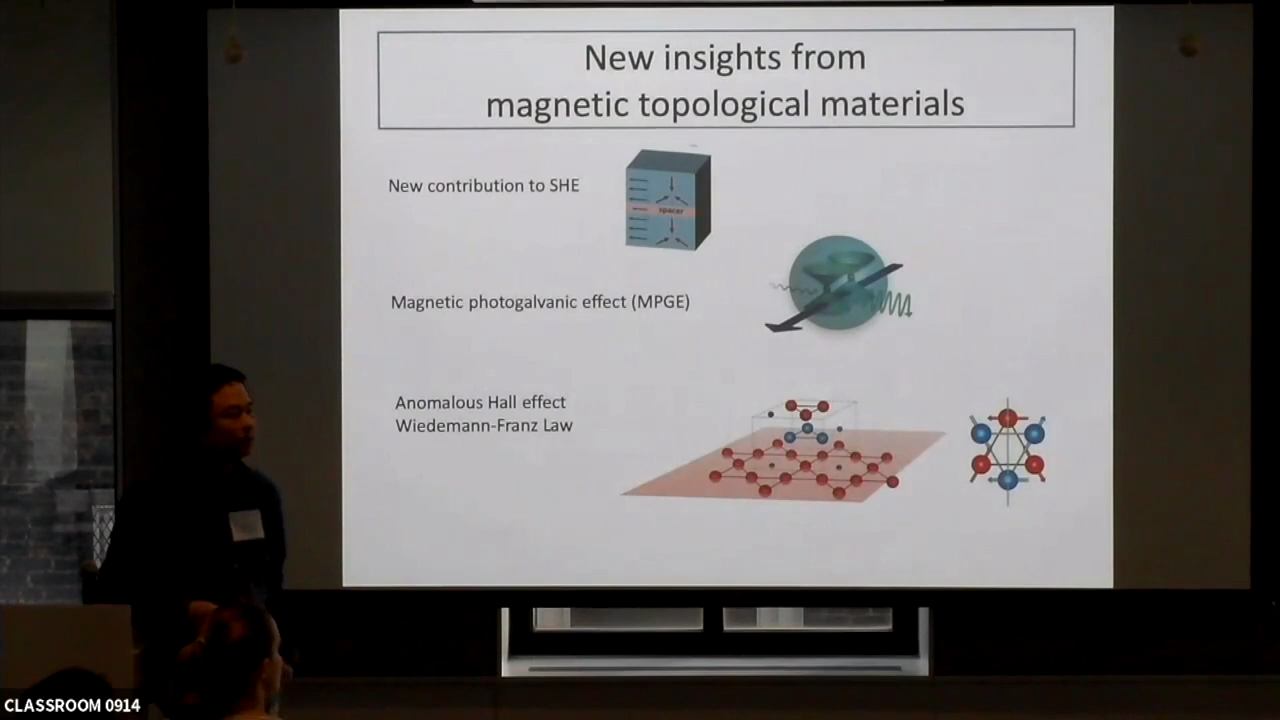 New insights from
magnetic topological materials
New contribution to SHE
spacer
Magnetic photogalvanic effect (MPGE)
Anomalous Hall effect
Wiedemann-Franz Law
CLASSROOM 0914